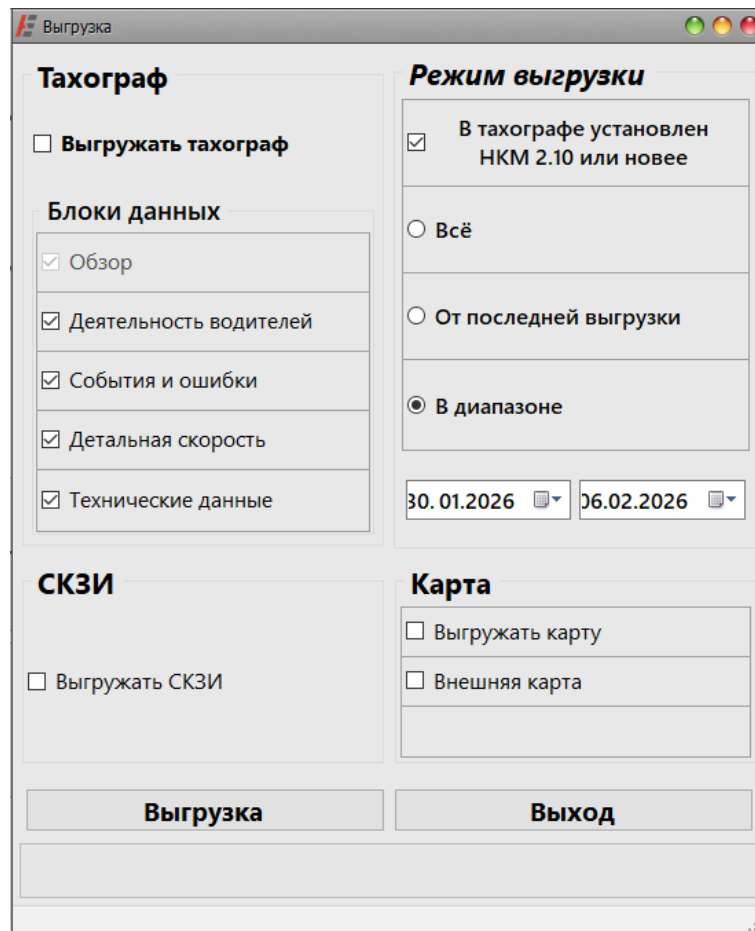 Выгрузка
Тахограф
Выгружать тахограф
Блоки данных
Обзор
Деятельность водителей
События и ошибки
Детальная скорость
Технические данные
Режим выгрузки
В тахографе установлен
НКМ 2.10 или новее
Всё
От последней выгрузки
В диапазоне
30.01.2026
06.02.2026
СКЗИ
Выгружать СКЗИ
Карта
Выгружать карту
Внешняя карта
Выгрузка
Выход